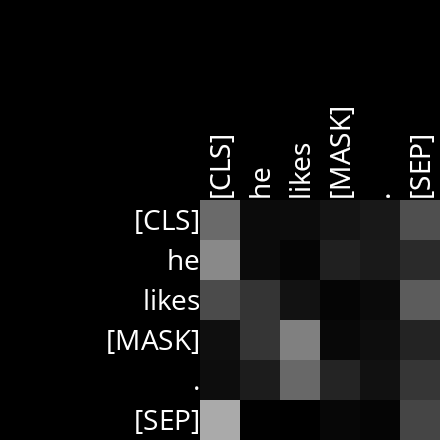 [CLS]
he
likes
[MASK]
.
[SEP]
[CLS]
he
likes
[MASK]
.
[SEP]